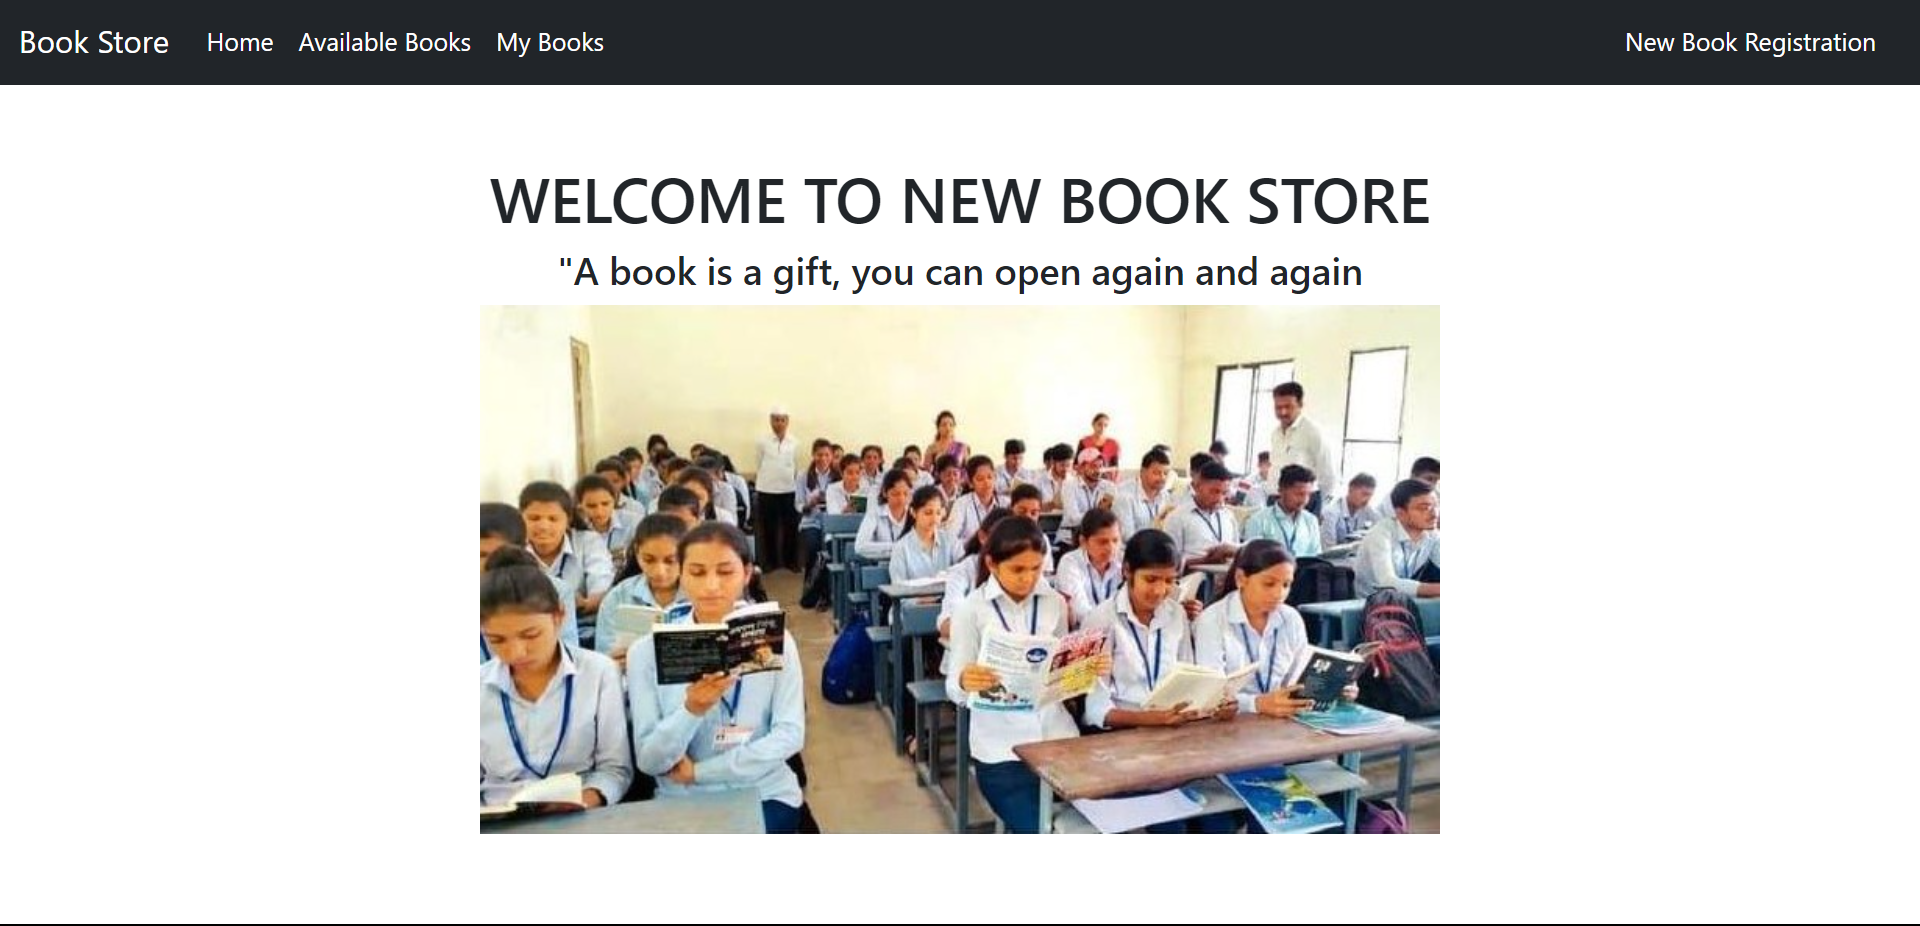 Book Store Home Available Books My Books New Book Registration
WELCOME TO NEW BOOK STORE
"A book is a gift, you can open again and again